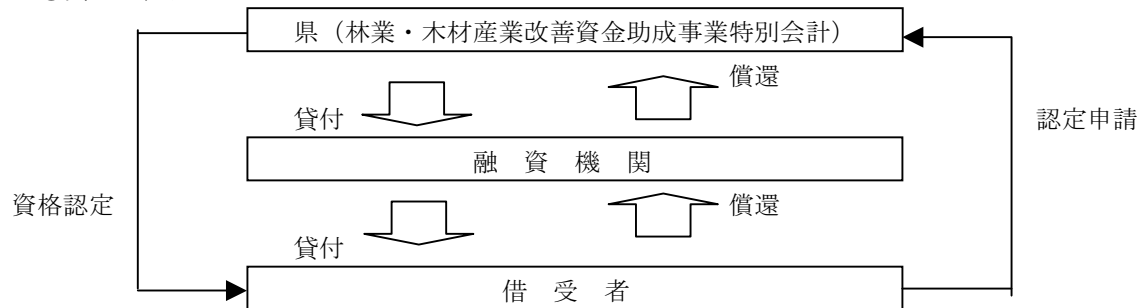 県（林業・木材産業改善資金助成事業特別会計）
償還
貸付
認定申請
融 資 機 関
資格認定
償還
貸付
借 受 者